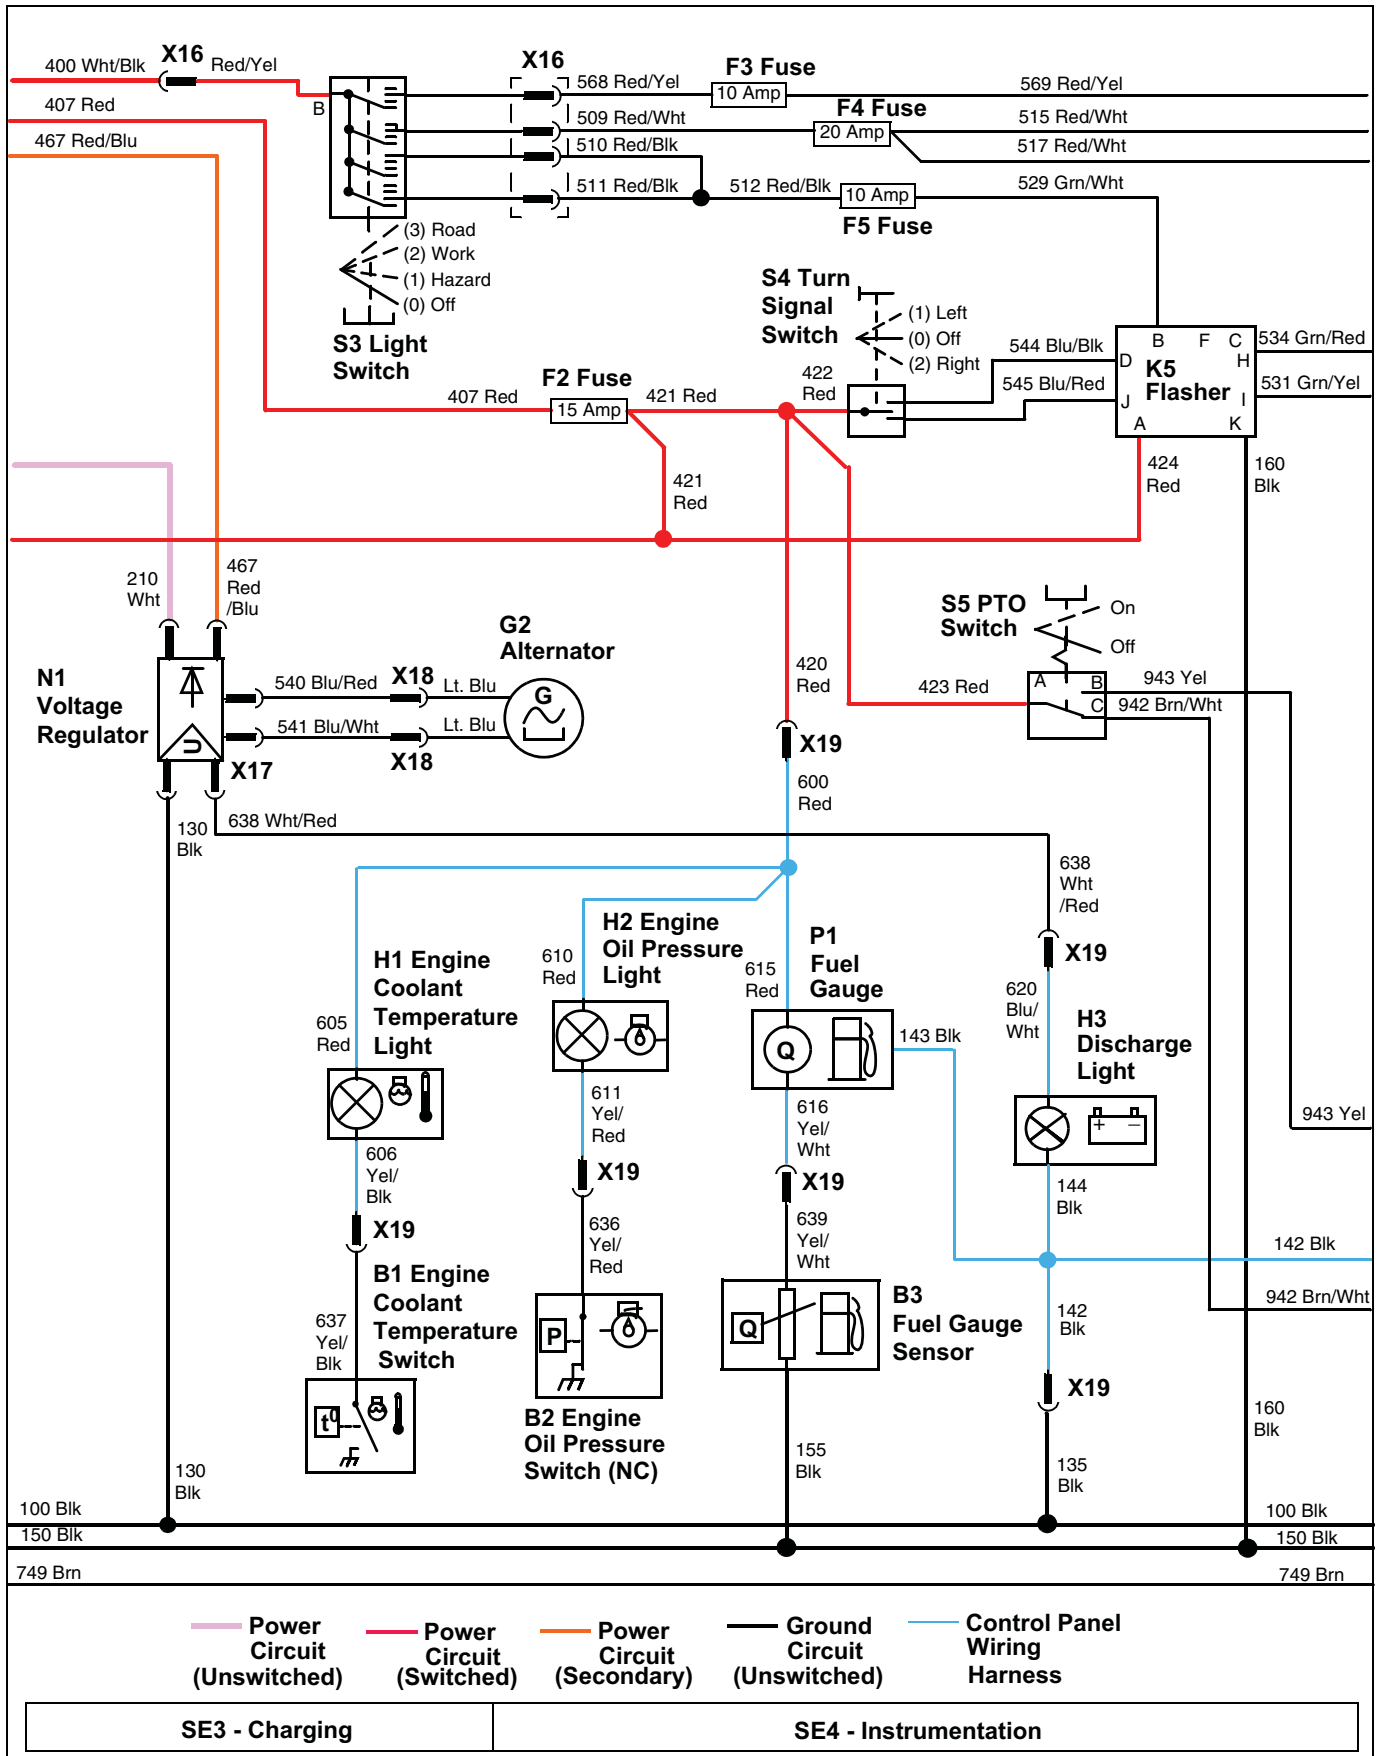 400 Wht/Blk
X16
Red/Yel
407 Red
467 Red/Blu
B
X16
568 Red/Yel
509 Red/Wht
510 Red/Blk
511 Red/Blk
512 Red/Blk
F3 Fuse
10 Amp
569 Red/Yel
F4 Fuse
20 Amp
515 Red/Wht
517 Red/Wht
10 Amp
F5 Fuse
529 Grn/Wht
(3) Road
(2) Work
(1) Hazard
(0) Off
S3 Light
Switch
S4 Turn
Signal
Switch
(1) Left
(0) Off
(2) Right
544 Blu/Blk
545 Blu/Red
B F C
D H
K5
Flasher
J I
A K
534 Grn/Red
531 Grn/Yel
407 Red
F2 Fuse
15 Amp
421 Red
422
Red
421
Red
424
Red
160
Blk
210
Wht
467
Red
/Blu
N1
Voltage
Regulator
U
X17
540 Blu/Red
541 Blu/Wht
X18
X18
Lt. Blu
Lt. Blu
G2
Alternator
G
S5 PTO
Switch
On
Off
A
B
C
423 Red
943 Yel
942 Brn/Wht
420
Red
X19
600
Red
130
Blk
638 Wht/Red
638
Wht
/Red
X19
620
Blu/
Wht
H1 Engine
Coolant
Temperature
Light
605
Red
H2 Engine
Oil Pressure
Light
610
Red
P1
Fuel
Gauge
615
Red
Q
143 Blk
H3
Discharge
Light
+ −
943 Yel
606
Yel/
Blk
X19
611
Yel/
Red
X19
616
Yel/
Wht
X19
144
Blk
636
Yel/
Red
639
Yel/
Wht
142 Blk
B1 Engine
Coolant
Temperature
Switch
637
Yel/
Blk
t⁰
P
B2 Engine
Oil Pressure
Switch (NC)
Q
B3
Fuel Gauge
Sensor
142
Blk
X19
942 Brn/Wht
160
Blk
155
Blk
135
Blk
130
Blk
100 Blk
100 Blk
150 Blk
150 Blk
749 Brn
749 Brn
Power
Circuit
(Unswitched)
Power
Circuit
(Switched)
Power
Circuit
(Secondary)
Ground
Circuit
(Unswitched)
Control Panel
Wiring
Harness
SE3 - Charging
SE4 - Instrumentation